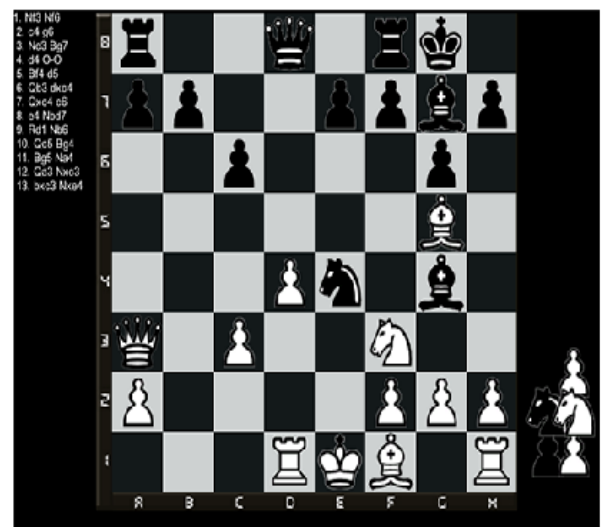 1. Nf3 Nf6
2. c4 g6
3. Nc3 Bg7
4. d4 O-O
5. Bf4 d5
6. Qb3 dxc4
7. Qxc4 c6
8. e4 Nbd7
9. Rd1 Nb6
10. Qc5 Bg4
11. Bg5 Na4
12. Qa3 Nxc3
13. bxc3 Nxe4
8
7
6
5
4
3
2
1
A B C D E F G H